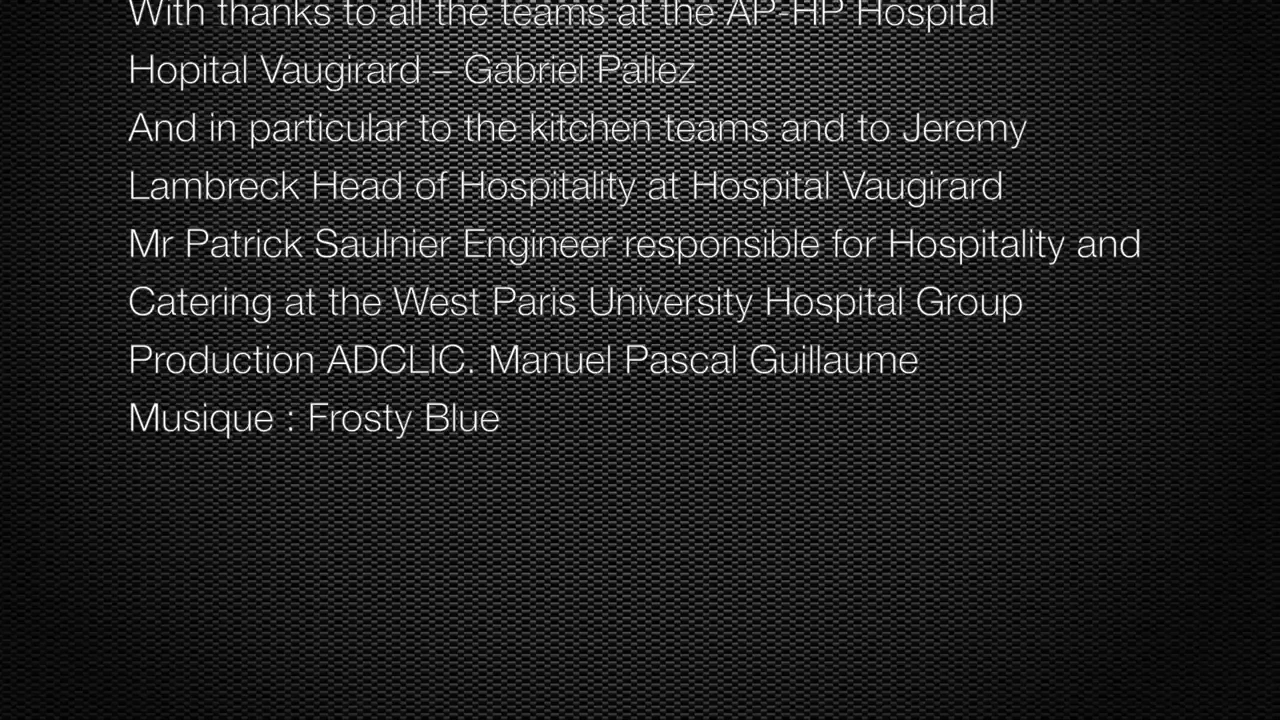 With thanks to all the teams at the AP-HP Hospital
Hopital Vaugirard – Gabriel Pallez
And in particular to the kitchen teams and to Jeremy
Lambreck Head of Hospitality at Hospital Vaugirard
Mr Patrick Saulnier Engineer responsible for Hospitality and
Catering at the West Paris University Hospital Group
Production ADCLIC. Manuel Pascal Guillaume
Musique : Frosty Blue